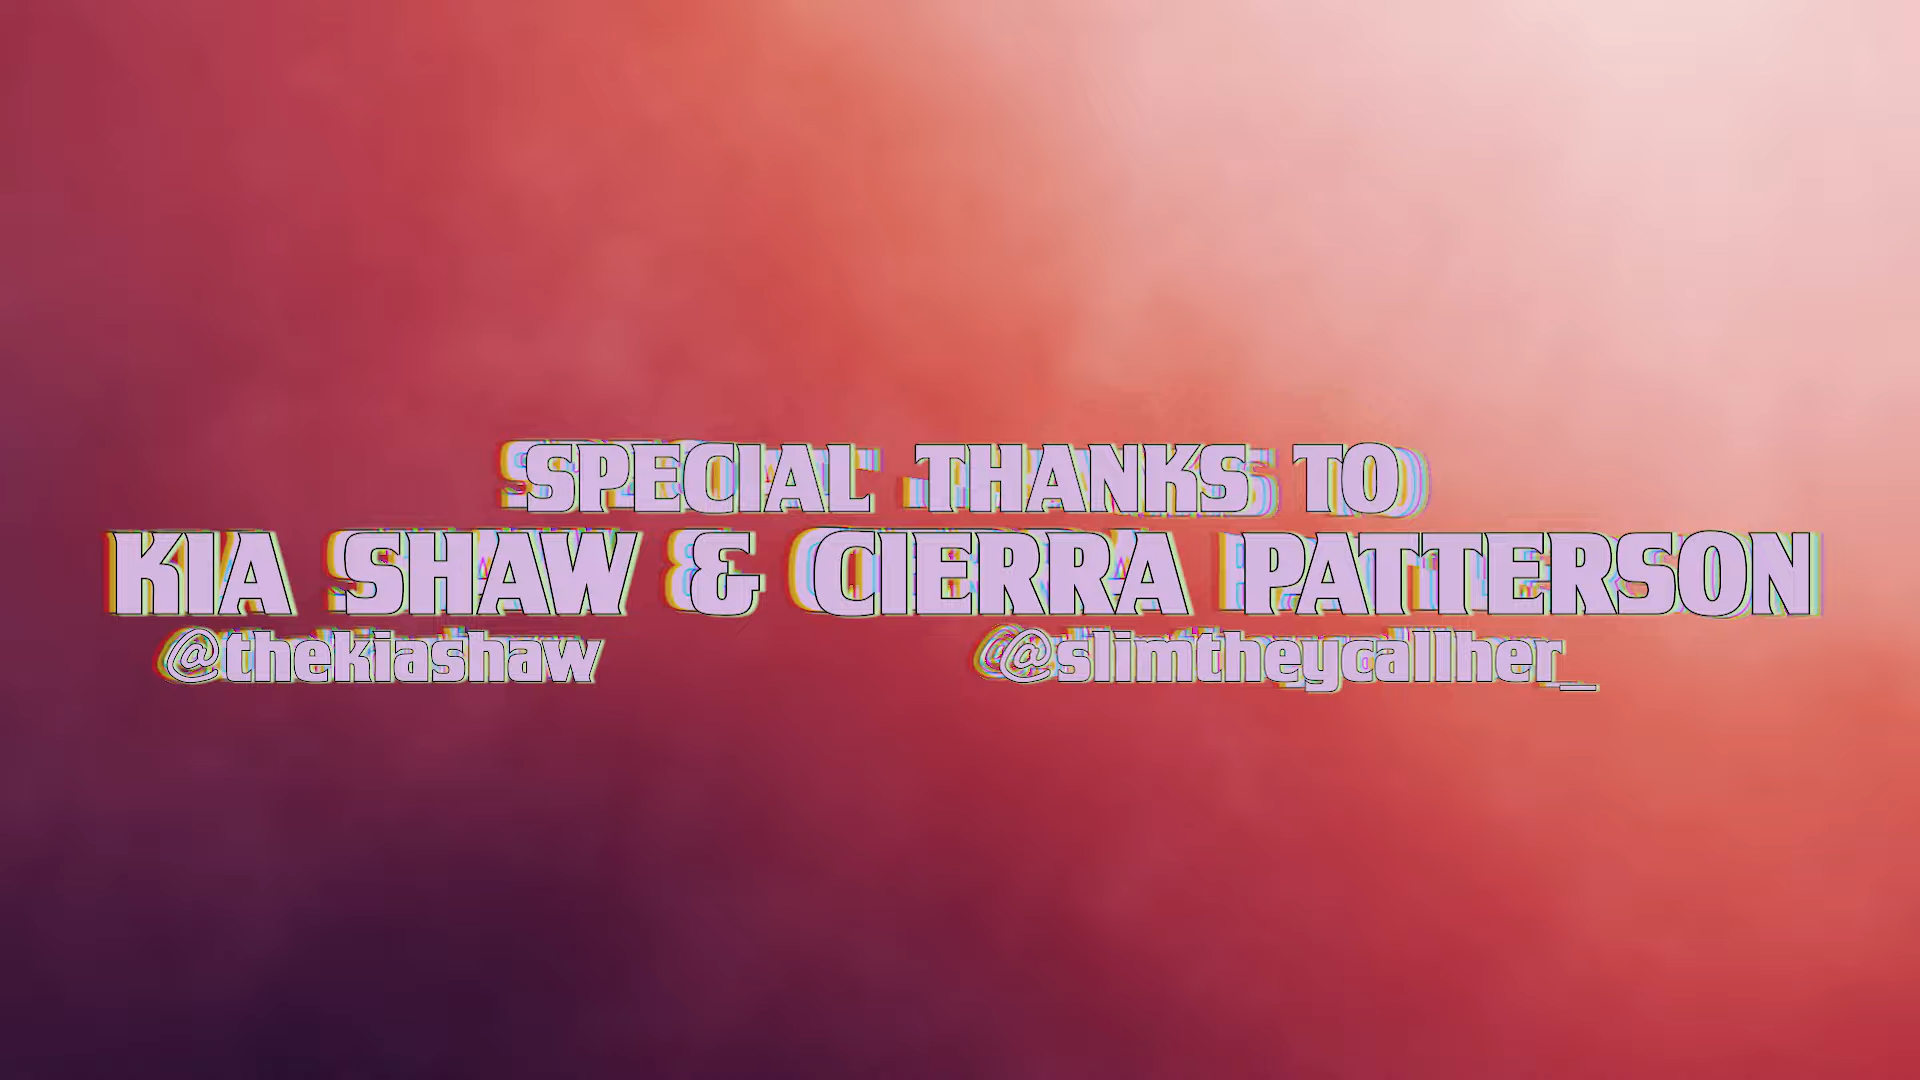 SPECIAL THANKS TO
KIA SHAW & CIERRA PATTERSON
@thekiashaw @slimtheycallher_